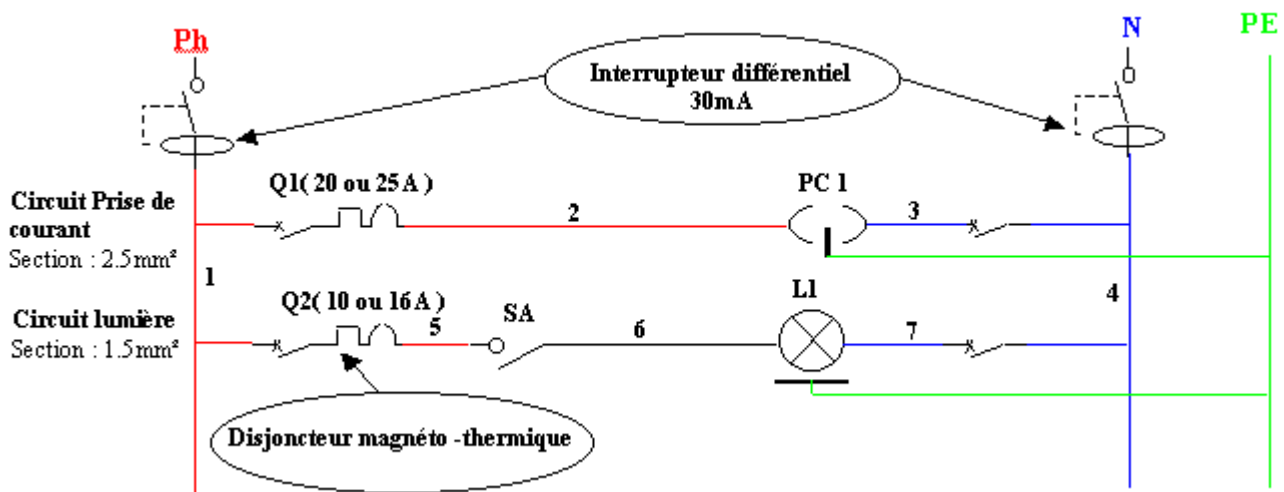 Ph
N
PE
Interrupteur différentiel
30mA
Circuit Prise de
courant
Section : 2.5mm²
Q1( 20 ou 25A )
2
PC 1
3
1
4
Circuit lumière
Section : 1.5mm²
Q2( 10 ou 16A )
5
SA
6
L1
7
Disjoncteur magnéto -thermique